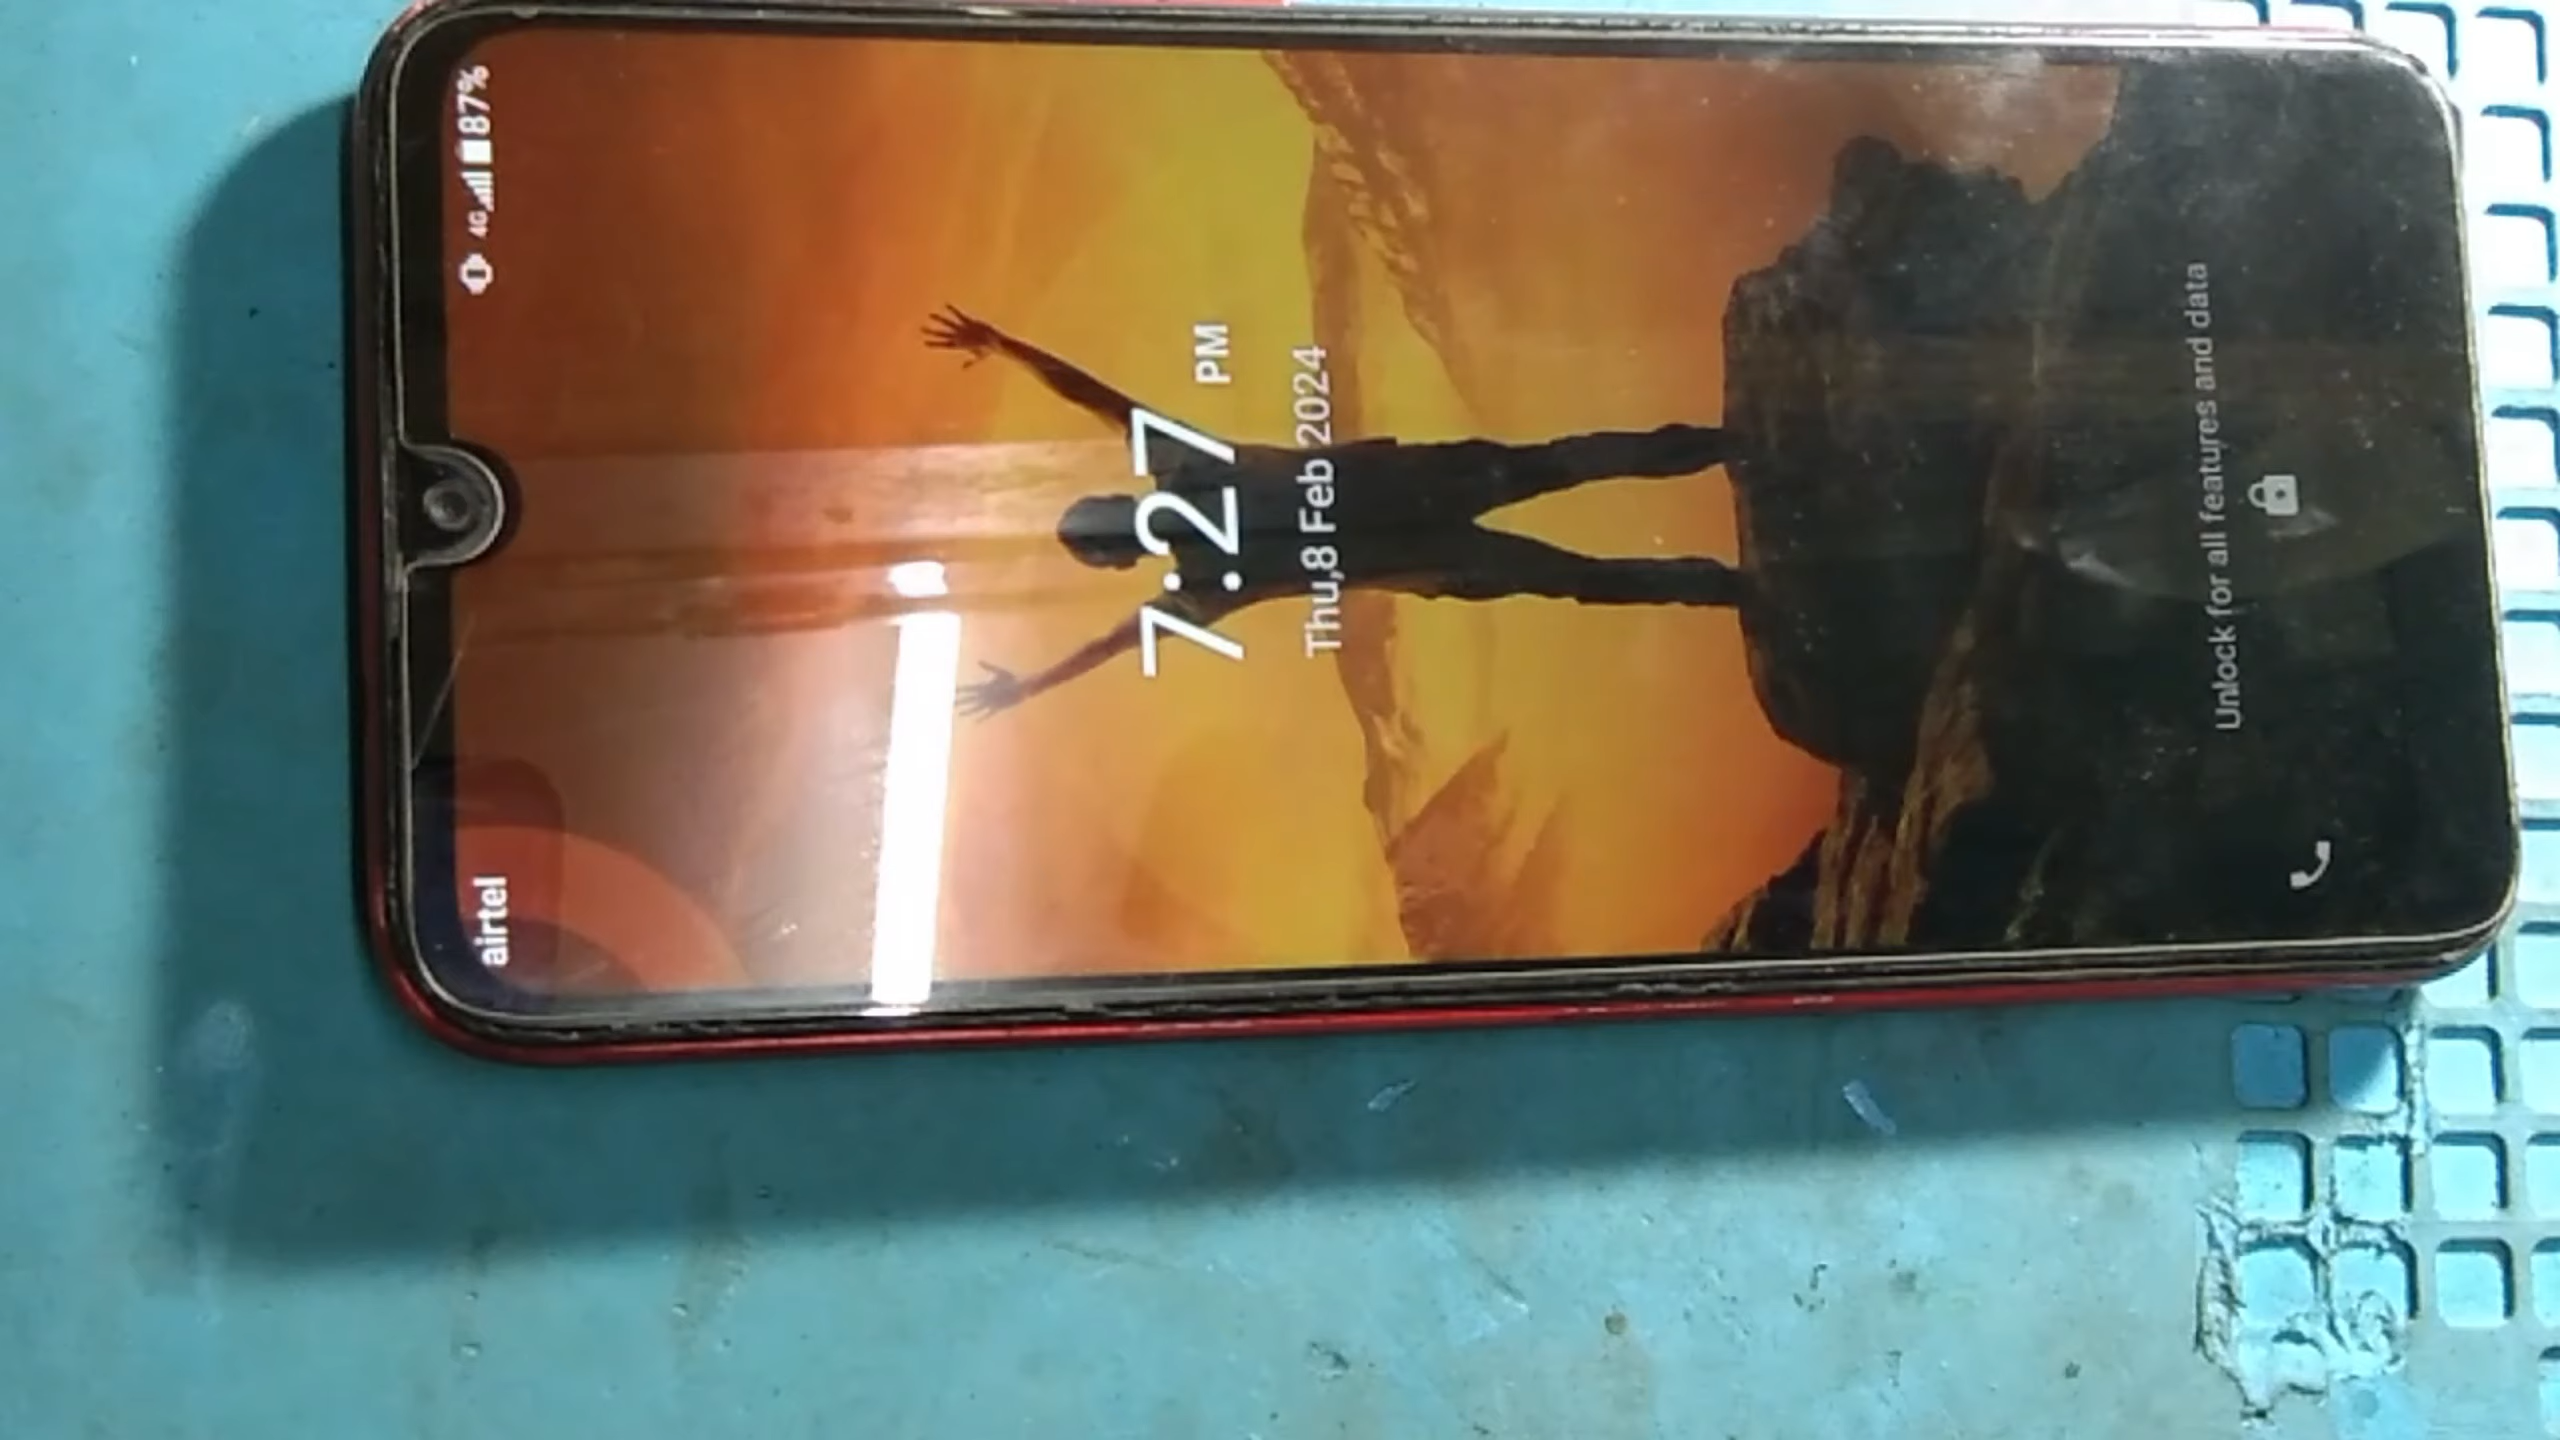 airtel
4G 87%
7:27 PM
Thu,8 Feb 2024
Unlock for all features and data